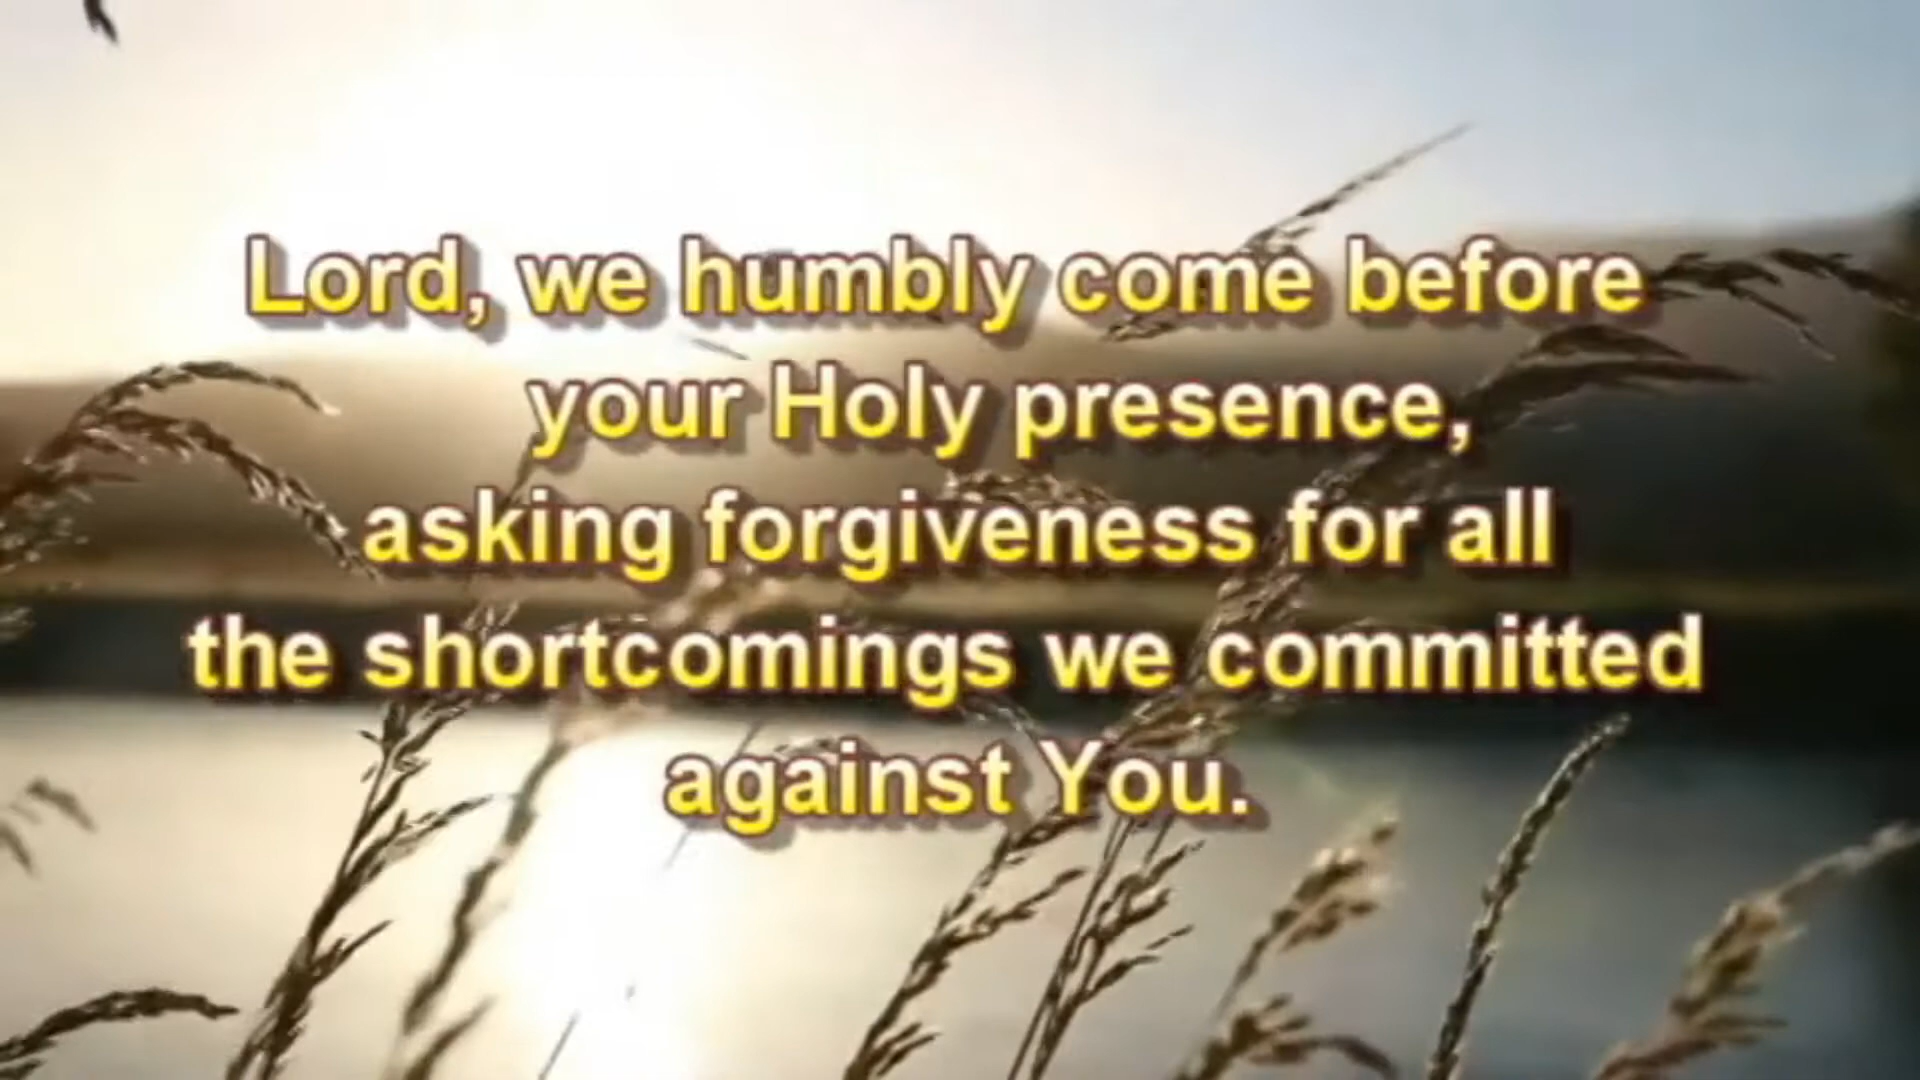 Lord, we humbly come before
your Holy presence,
asking forgiveness for all
the shortcomings we committed
against You.